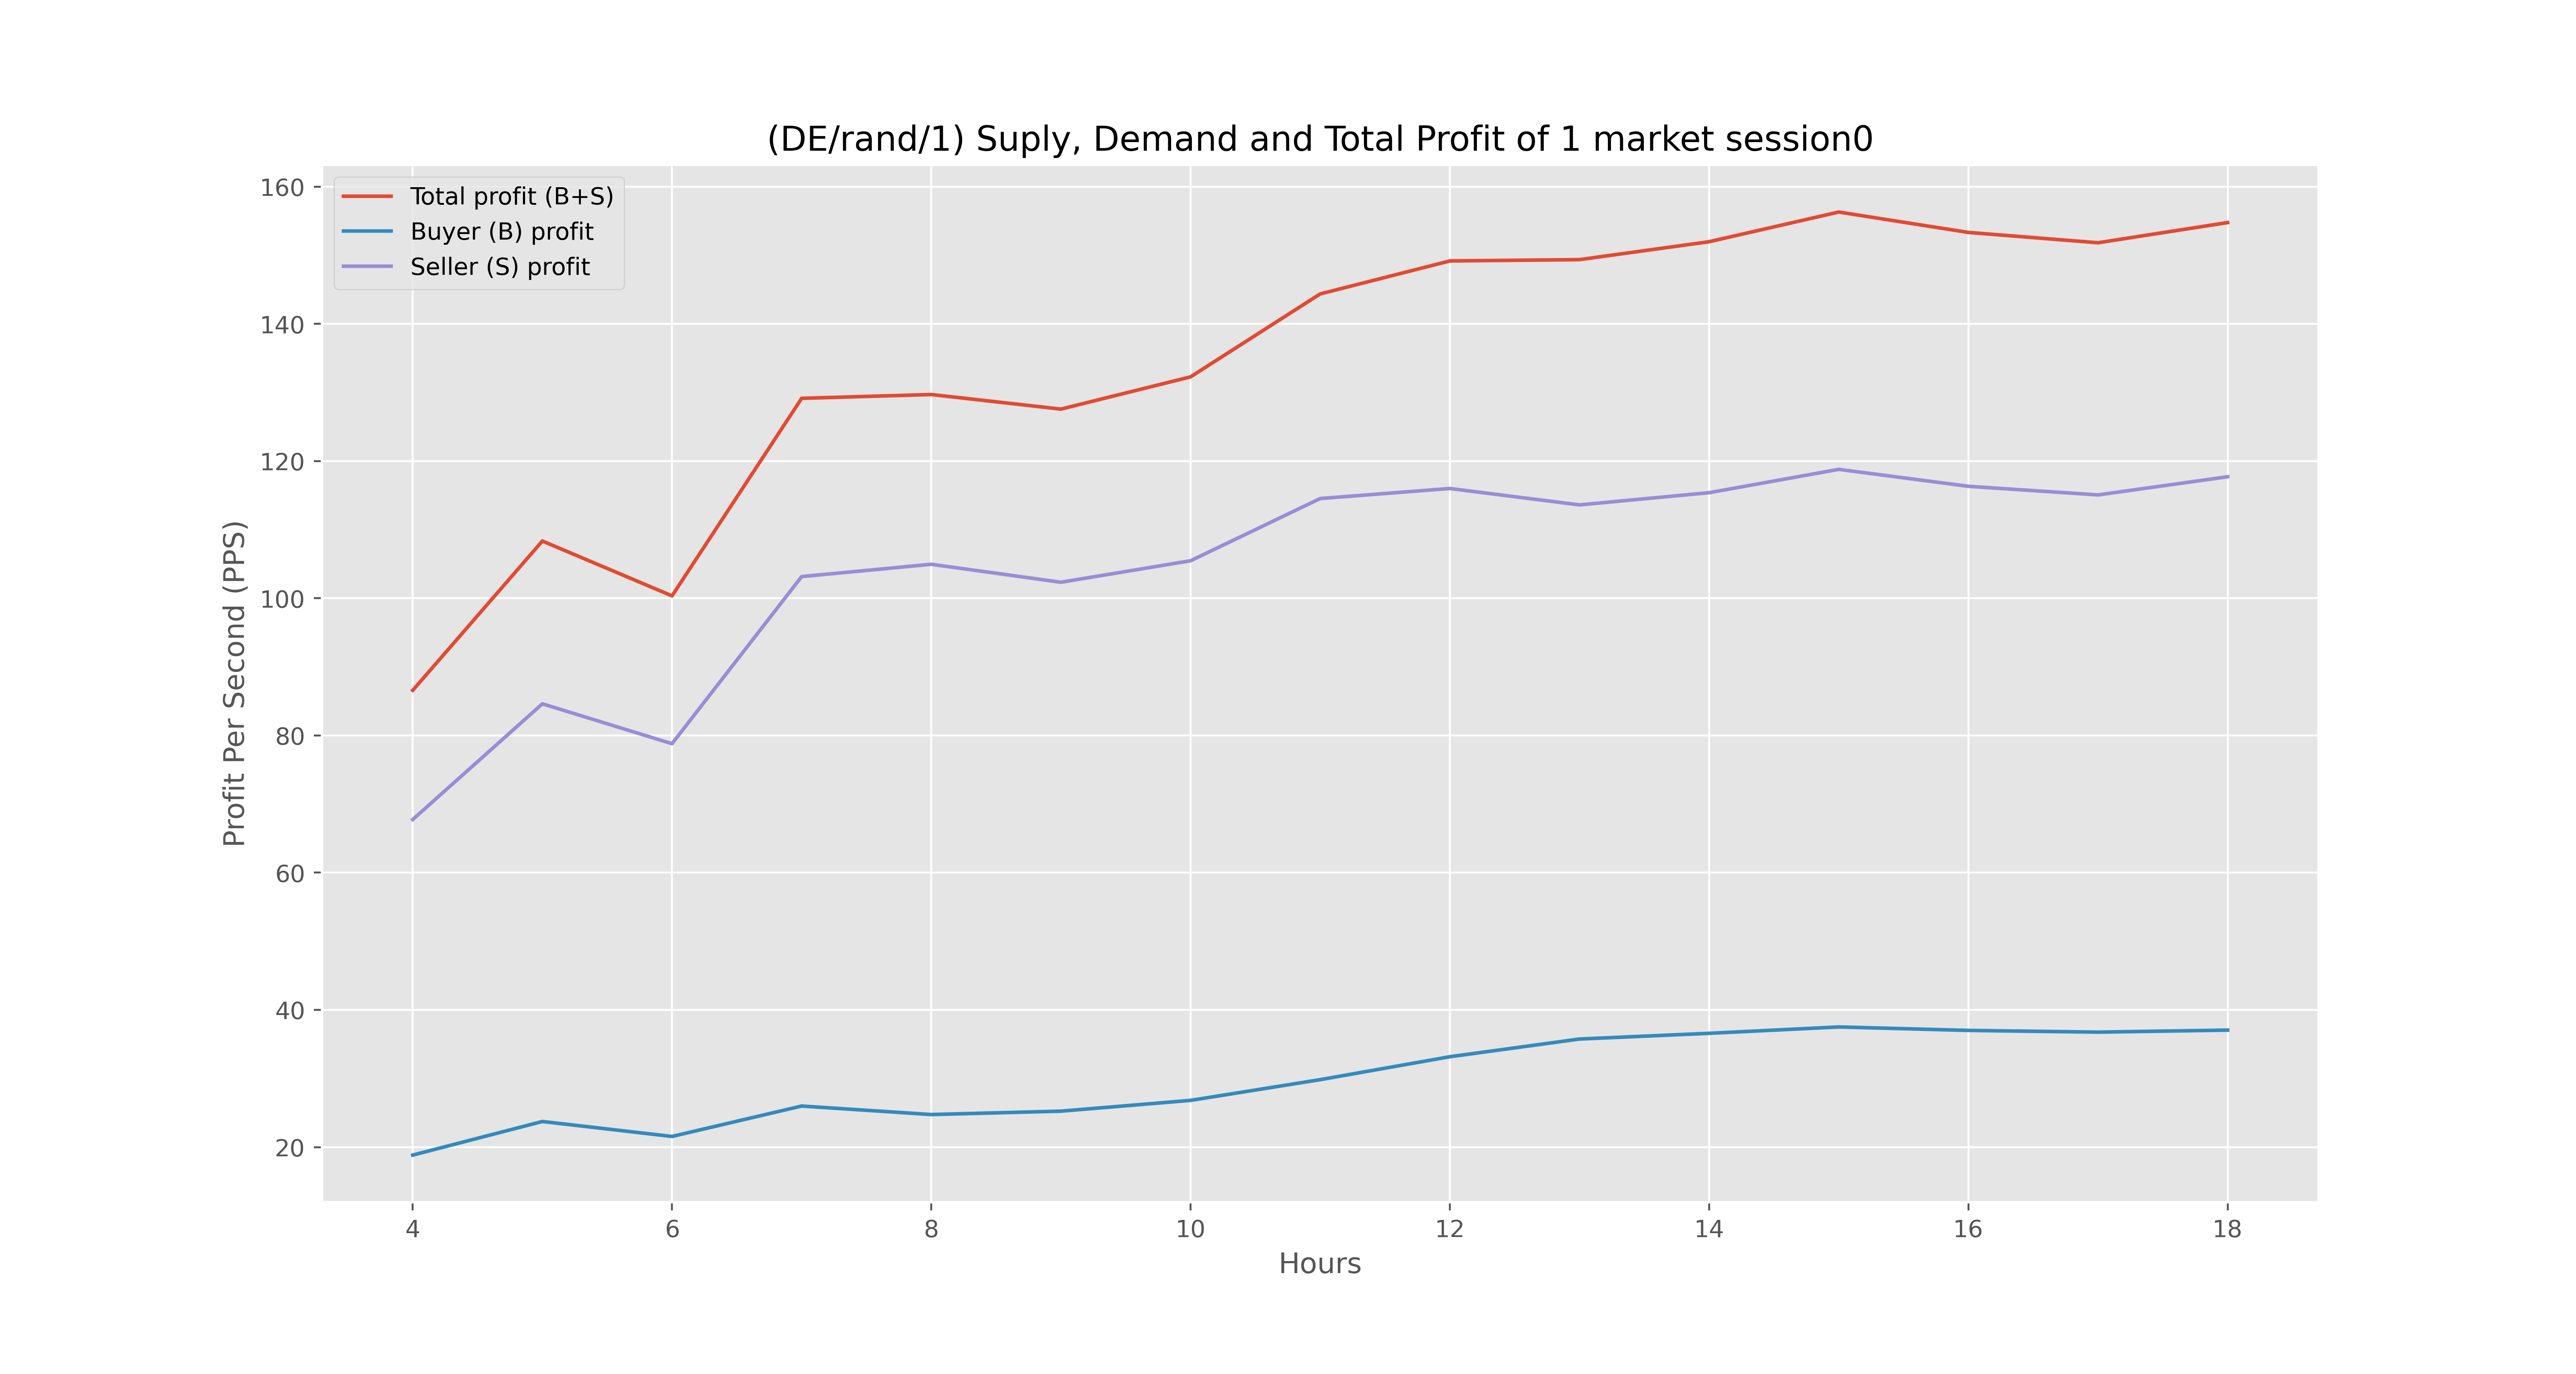 (DE/rand/1) Suply, Demand and Total Profit of 1 market session0
Total profit (B+S)
Buyer (B) profit
Seller (S) profit
160
140
120
100
80
60
40
20
Profit Per Second (PPS)
4 6 8 10 12 14 16 18
Hours